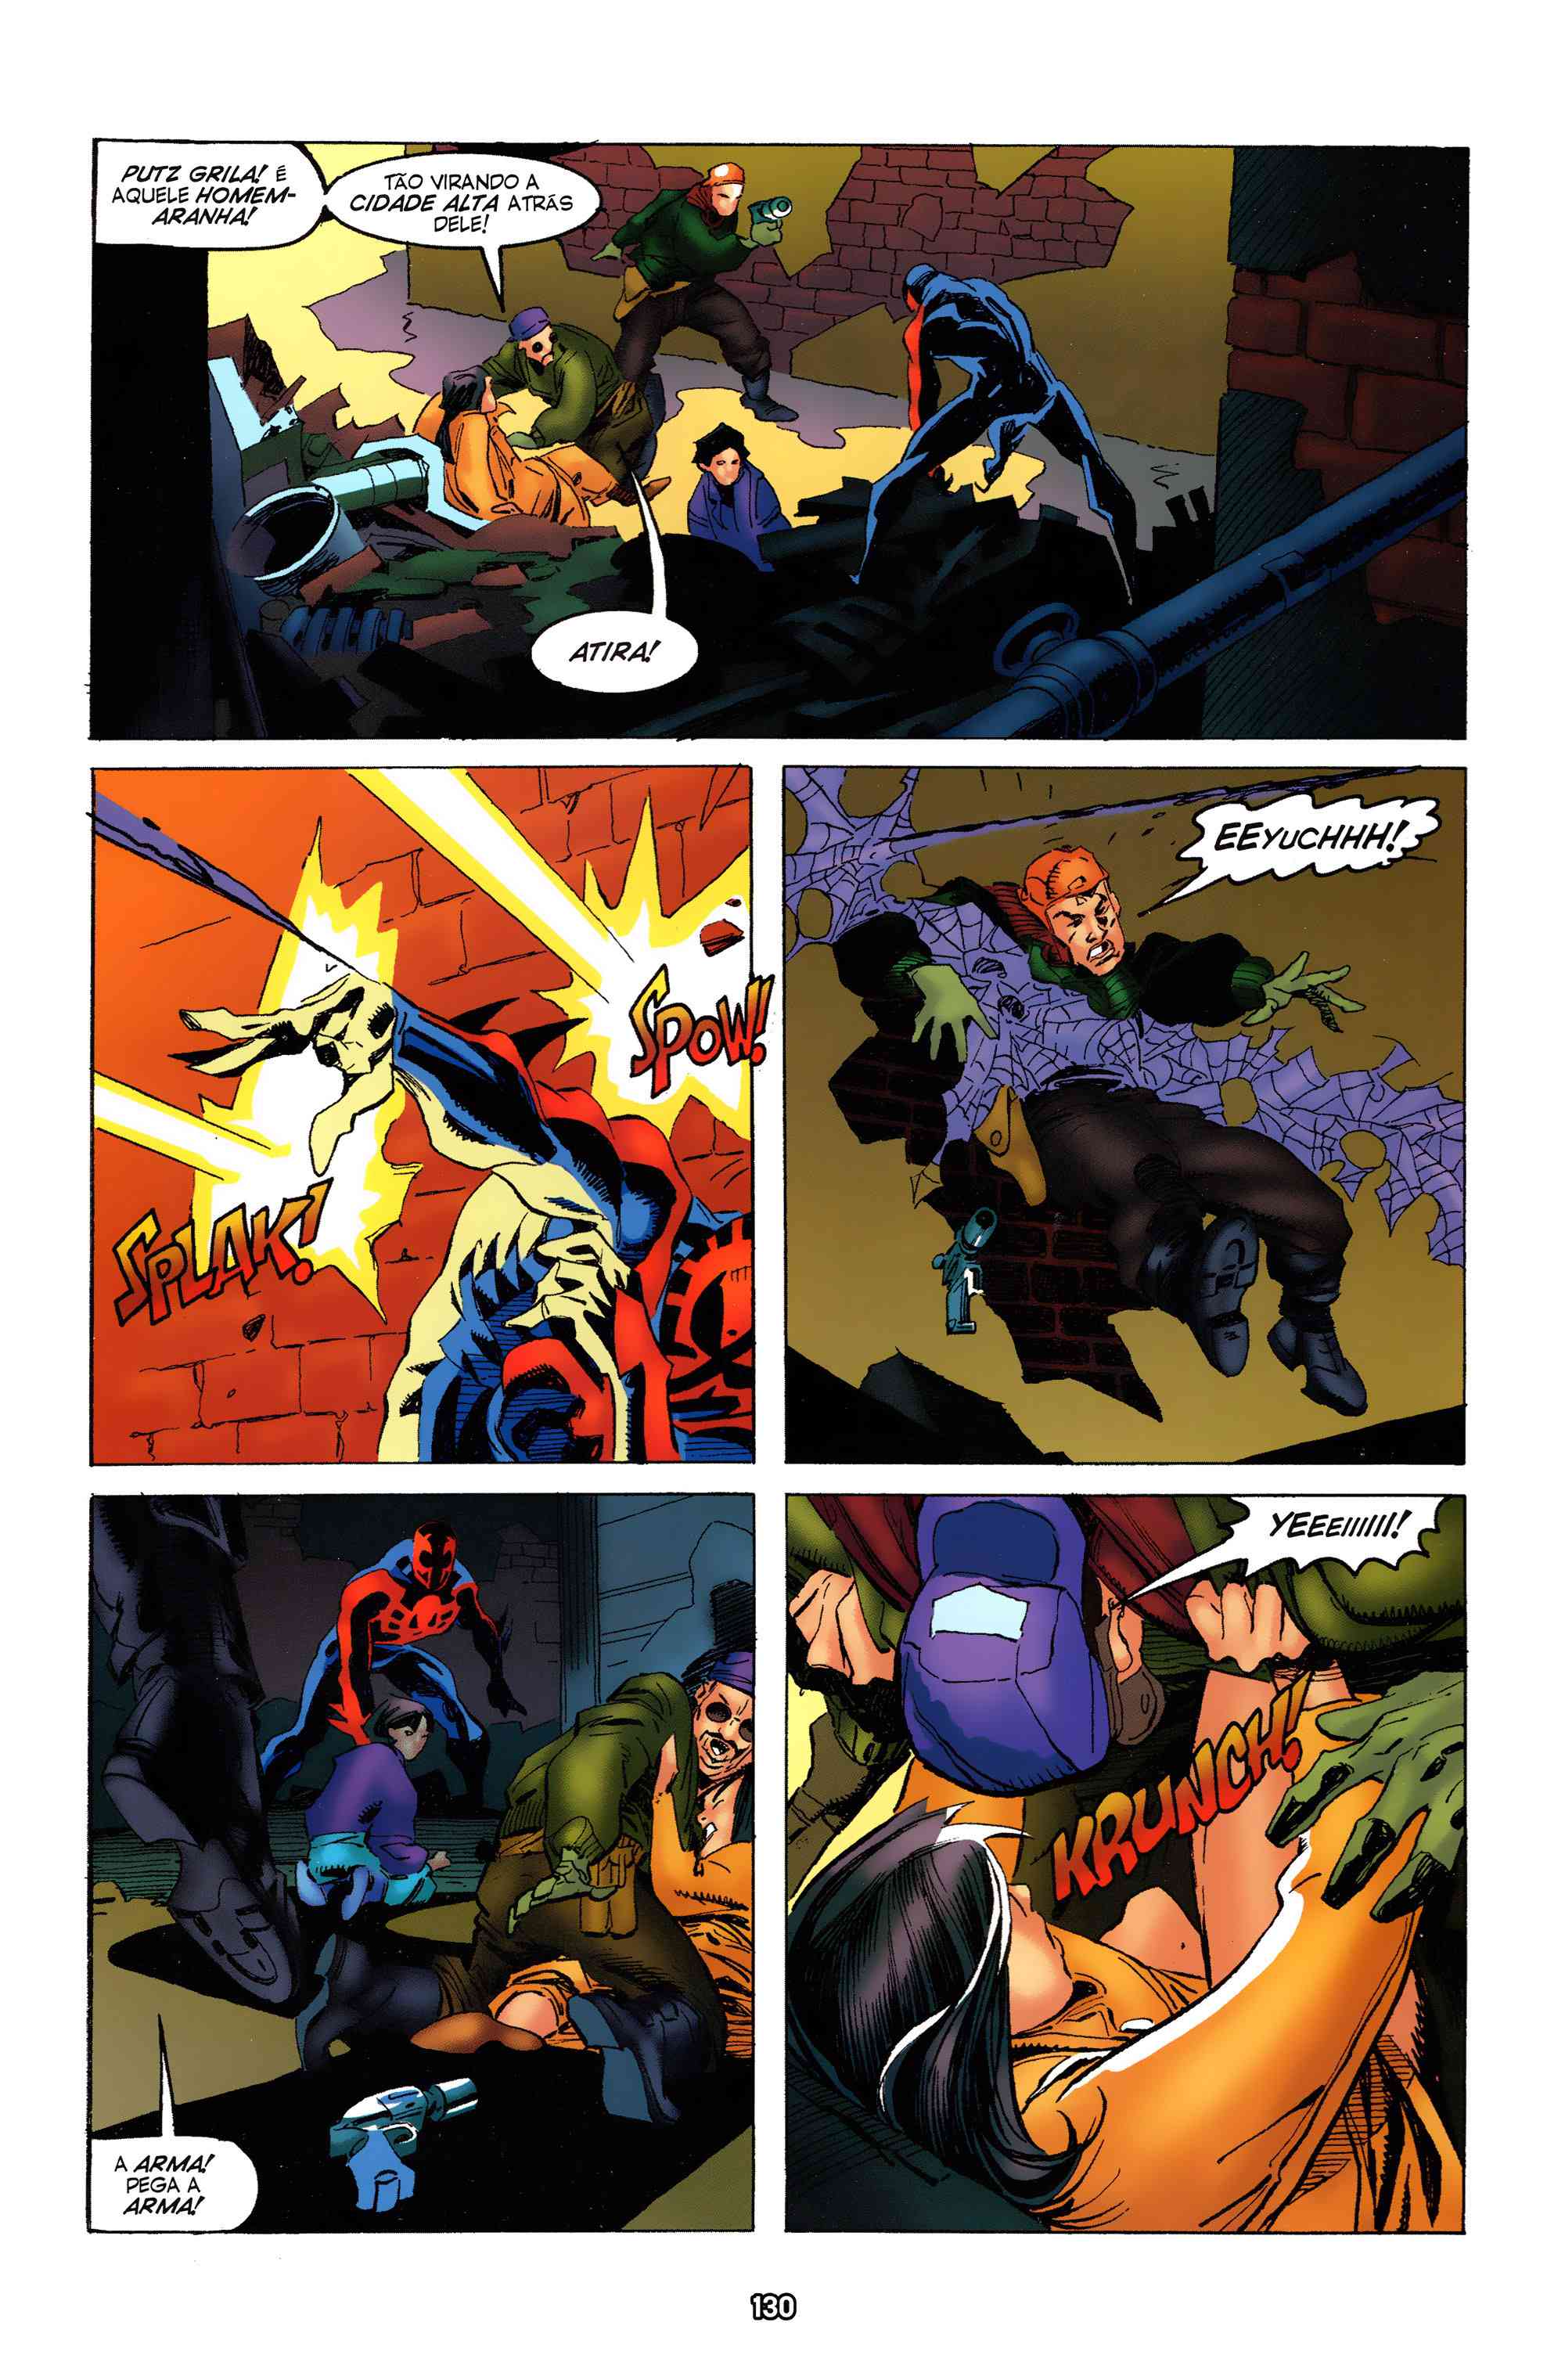 PUTZ GRILA! É
AQUELE HOMEM-
ARANHA!
TÃO VIRANDO A
CIDADE ALTA ATRÁS
DELE!
ATIRA!
SPLAK!
SPOW!
EEYUCHHH!
A ARMA!
PEGA A
ARMA!
YEEEIIIIII!
KRUNCH!
130